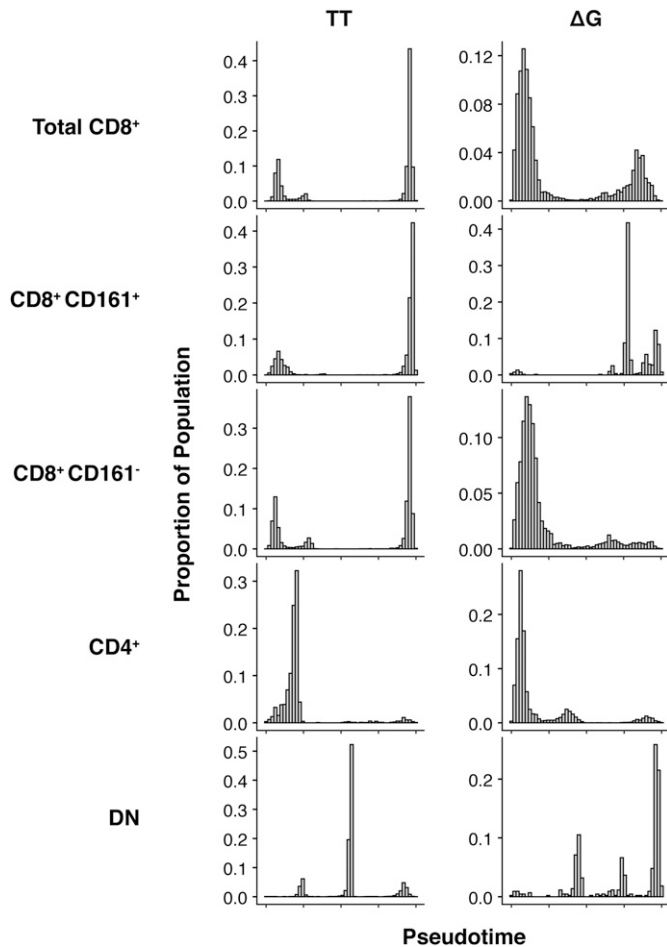 TT ΔG
Total CD8⁺
0.4 0.3 0.2 0.1 0.0
0.12 0.08 0.04 0.00
CD8⁺ CD161⁺
0.4 0.3 0.2 0.1 0.0
0.4 0.3 0.2 0.1 0.0
CD8⁺ CD161⁻
0.3 0.2 0.1 0.0
0.10 0.05 0.00
CD4⁺
0.3 0.2 0.1 0.0
0.2 0.1 0.0
DN
0.5 0.4 0.3 0.2 0.1 0.0
0.2 0.1 0.0
Proportion of Population
Pseudotime